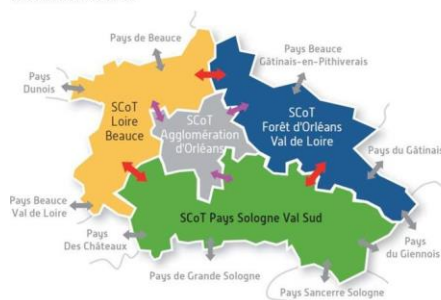 Pays de Beauce
Pays Beauce
Gâtinais-en-Pithiverais
Pays
Dunois
SCoT
Loire
Beauce
SCoT
Agglomération
d'Orléans
SCoT
Forêt d'Orléans
Val de Loire
Pays du Gâtinais
Pays Beauce
Val de Loire
SCoT Pays Sologne Val Sud
Pays
Des Châteaux
Pays
du Giennois
Pays de Grande Sologne
Pays Sancerre Sologne